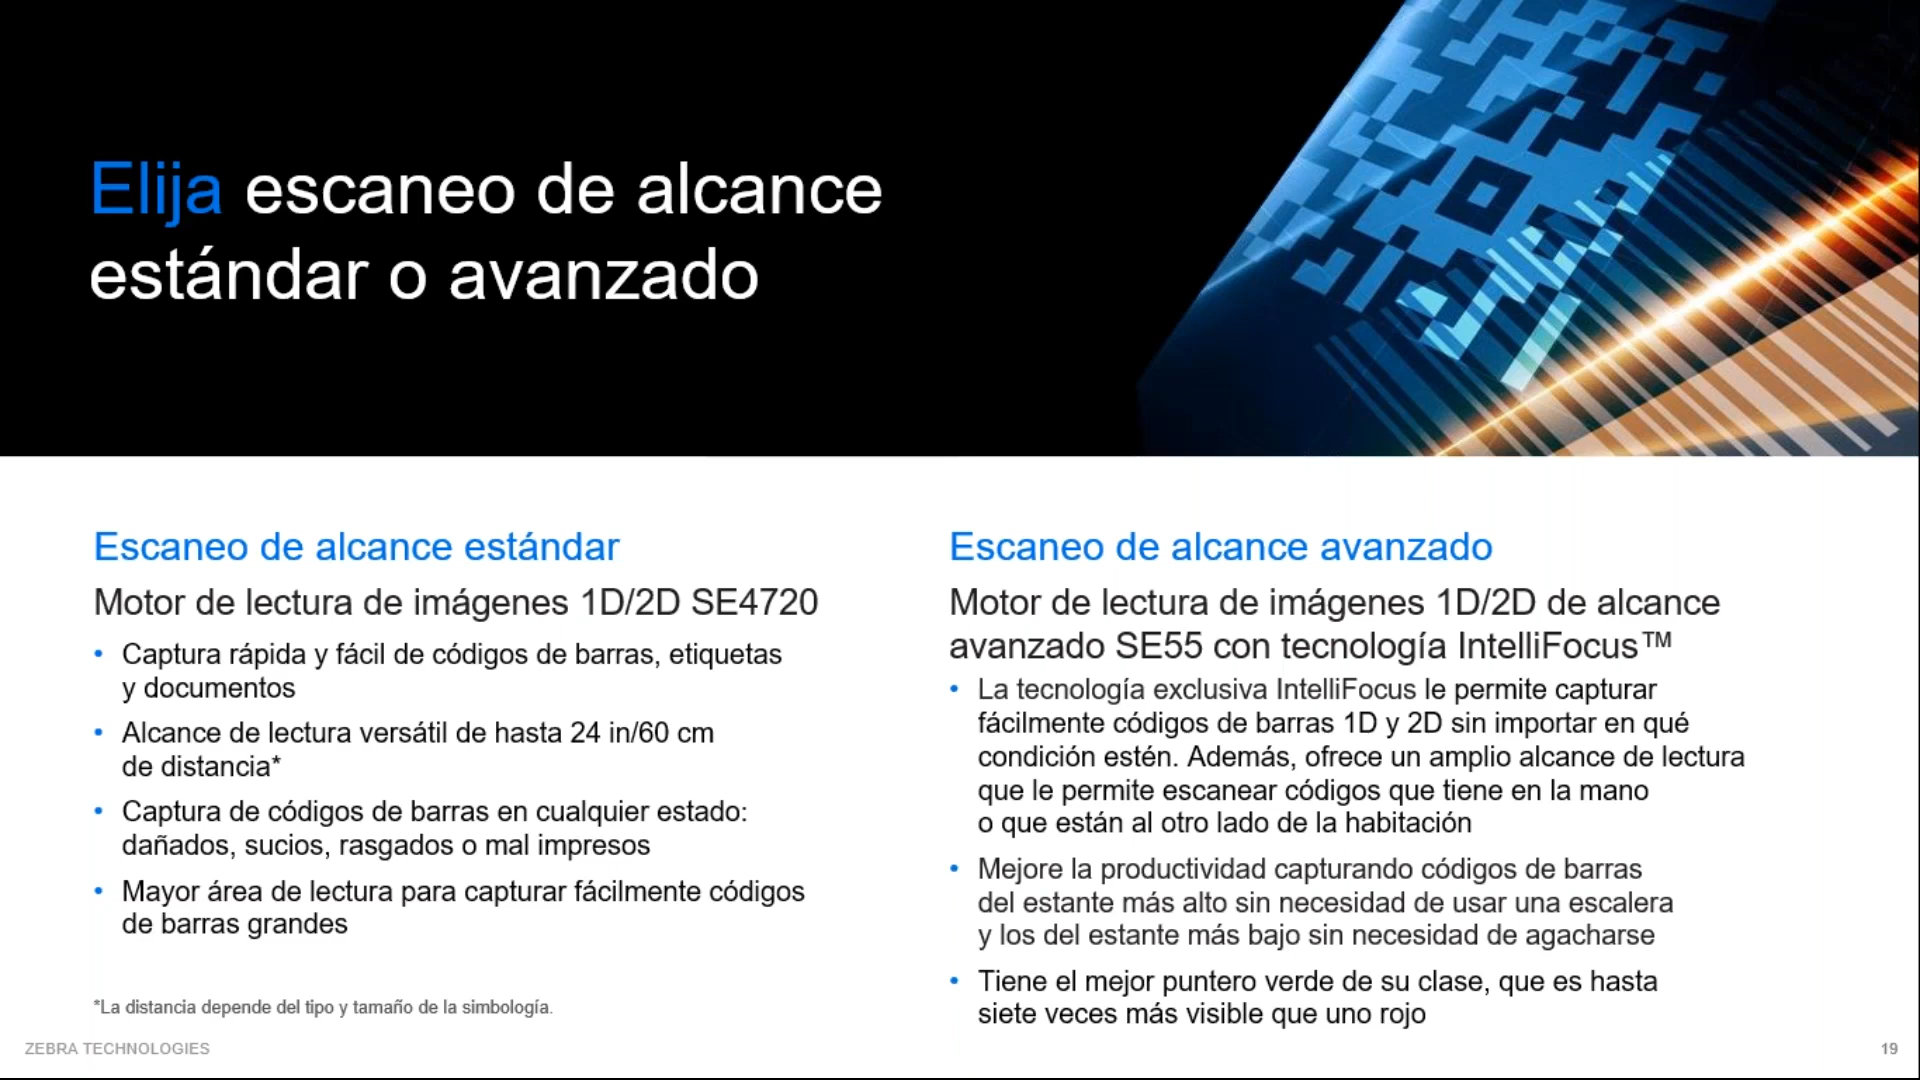 Elija escaneo de alcance
estándar o avanzado
Escaneo de alcance estándar
Motor de lectura de imágenes 1D/2D SE4720
• Captura rápida y fácil de códigos de barras, etiquetas
y documentos
• Alcance de lectura versátil de hasta 24 in/60 cm
de distancia*
• Captura de códigos de barras en cualquier estado:
dañados, sucios, rasgados o mal impresos
• Mayor área de lectura para capturar fácilmente códigos
de barras grandes
*La distancia depende del tipo y tamaño de la simbología.
Escaneo de alcance avanzado
Motor de lectura de imágenes 1D/2D de alcance
avanzado SE55 con tecnología IntelliFocus™
• La tecnología exclusiva IntelliFocus le permite capturar
fácilmente códigos de barras 1D y 2D sin importar en qué
condición estén. Además, ofrece un amplio alcance de lectura
que le permite escanear códigos que tiene en la mano
o que están al otro lado de la habitación
• Mejore la productividad capturando códigos de barras
del estante más alto sin necesidad de usar una escalera
y los del estante más bajo sin necesidad de agacharse
• Tiene el mejor puntero verde de su clase, que es hasta
siete veces más visible que uno rojo
ZEBRA TECHNOLOGIES
19